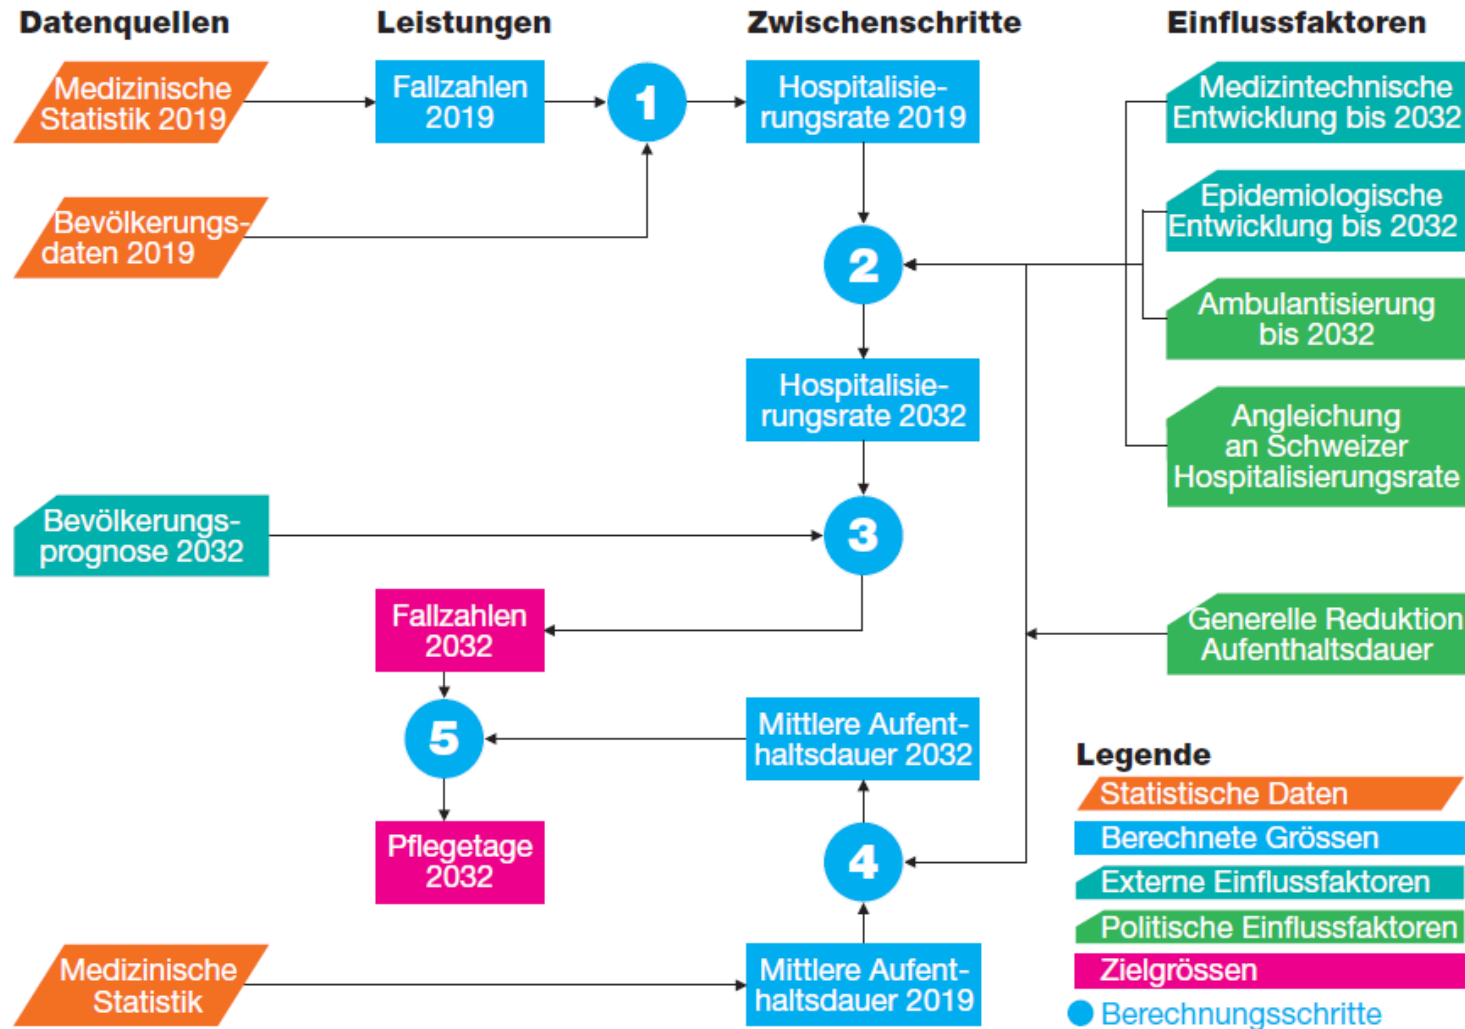 Datenquellen
Leistungen
Zwischenschritte
Einflussfaktoren
Medizinische
Statistik 2019
Fallzahlen
2019
1
Hospitalisie-
rungsrate 2019
Medizintechnische
Entwicklung bis 2032
Bevölkerungs-
daten 2019
Epidemiologische
Entwicklung bis 2032
2
Ambulantisierung
bis 2032
Hospitalisie-
rungsrate 2032
Angleichung
an Schweizer
Hospitalisierungsrate
Bevölkerungs-
prognose 2032
3
Fallzahlen
2032
Generelle Reduktion
Aufenthaltsdauer
5
Mittlere Aufent-
haltsdauer 2032
Pflegetage
2032
4
Medizinische
Statistik
Mittlere Aufent-
haltsdauer 2019
Legende
Statistische Daten
Berechnete Grössen
Externe Einflussfaktoren
Politische Einflussfaktoren
Zielgrössen
Berechnungsschritte